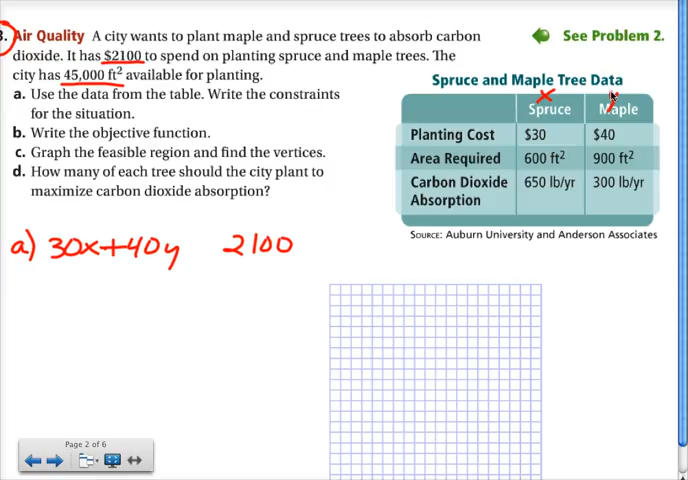 3. Air Quality A city wants to plant maple and spruce trees to absorb carbon
dioxide. It has $2100 to spend on planting spruce and maple trees. The
city has 45,000 ft² available for planting.
a. Use the data from the table. Write the constraints
for the situation.
b. Write the objective function.
c. Graph the feasible region and find the vertices.
d. How many of each tree should the city plant to
maximize carbon dioxide absorption?
See Problem 2.
Spruce and Maple Tree Data
x
Spruce Maple
Planting Cost $30 $40
Area Required 600 ft² 900 ft²
Carbon Dioxide 650 lb/yr 300 lb/yr
Absorption
SOURCE: Auburn University and Anderson Associates
a) 30x+40y 2100
Page 2 of 6